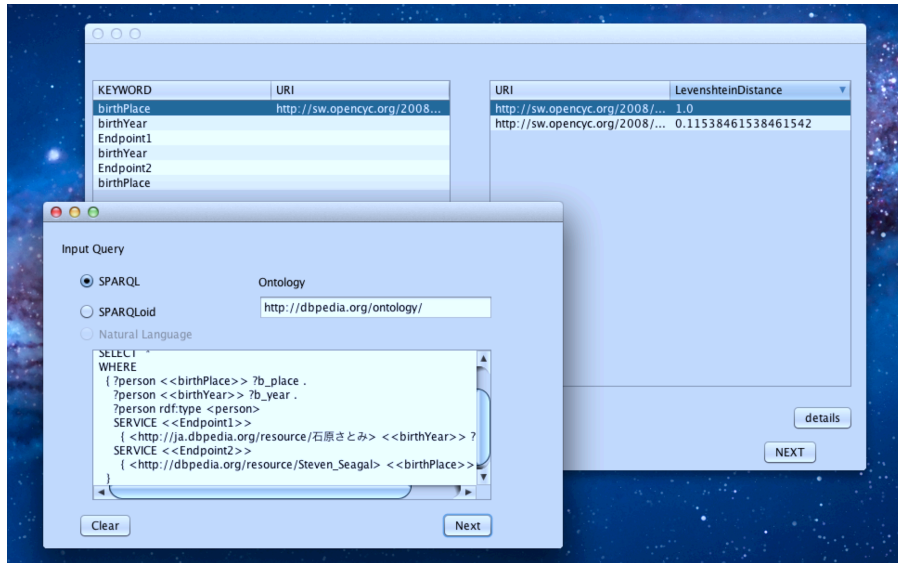 KEYWORD URI
birthPlace http://sw.opencyc.org/2008...
birthYear
Endpoint1
birthYear
Endpoint2
birthPlace
URI LevenshteinDistance
http://sw.opencyc.org/2008/... 1.0
http://sw.opencyc.org/2008/... 0.11538461538461542
details
NEXT
Input Query
SPARQL
Ontology
SPARQLoid
http://dbpedia.org/ontology/
Natural Language
SELECT *
WHERE
{ ?person <<birthPlace>> ?b_place .
?person <<birthYear>> ?b_year .
?person rdf:type <person>
SERVICE <<Endpoint1>>
{ <http://ja.dbpedia.org/resource/石原さとみ> <<birthYear>> ?
SERVICE <<Endpoint2>>
{ <http://dbpedia.org/resource/Steven_Seagal> <<birthPlace>>
}
Clear
Next